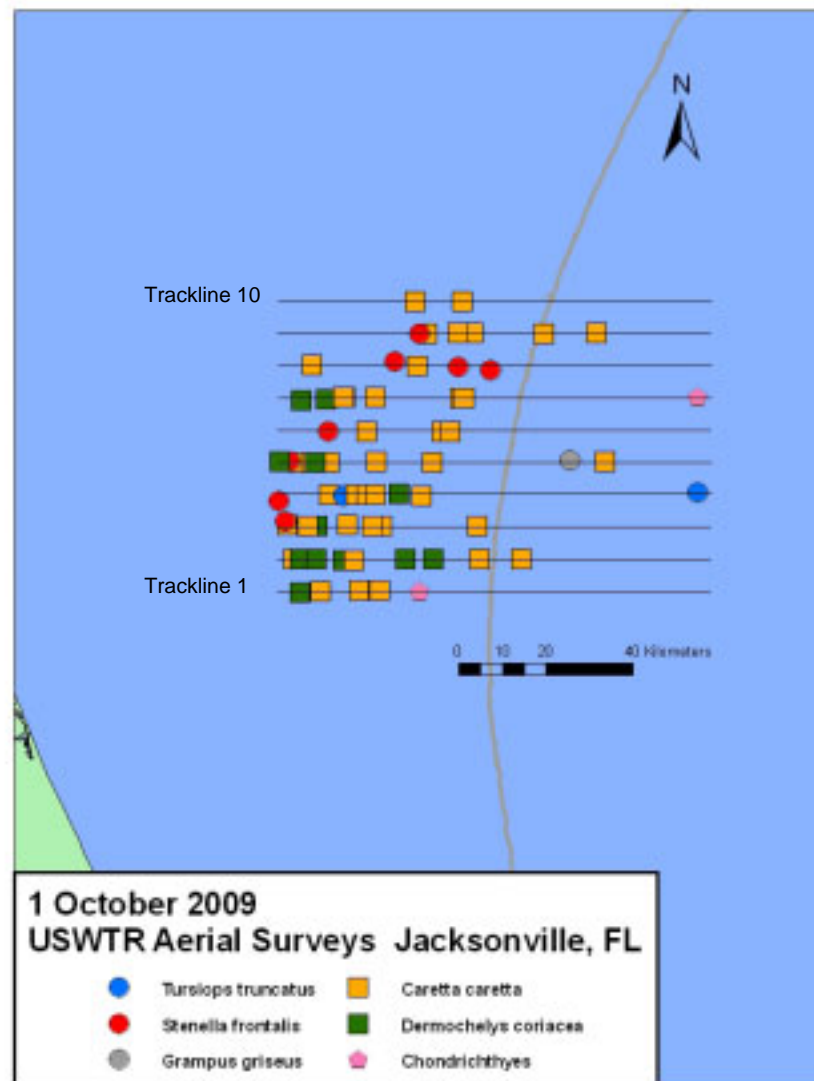 N
Trackline 10
Trackline 1
0 10 20 40 Kilometers
1 October 2009
USWTR Aerial Surveys Jacksonville, FL
Tursiops truncatus
Caretta caretta
Stenella frontalis
Dermochelys coriacea
Grampus griseus
Chondrichthyes